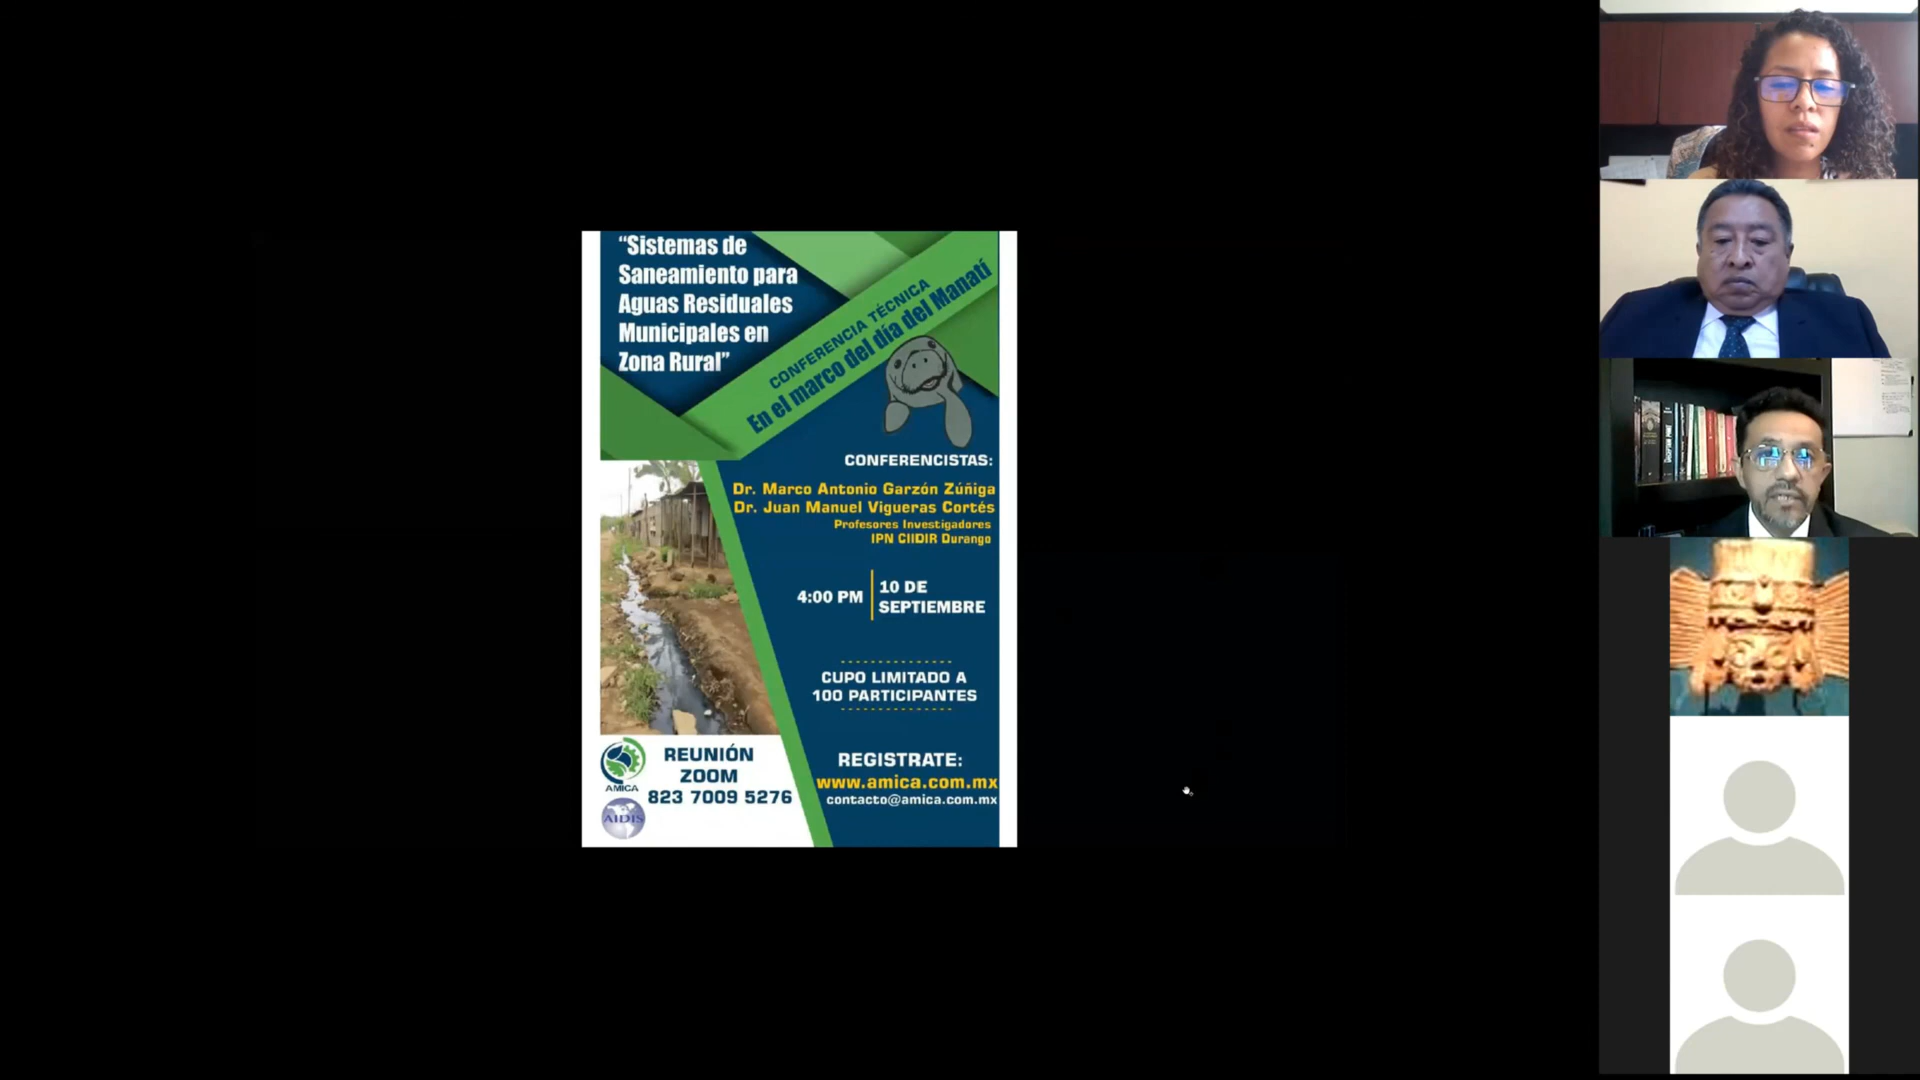 “Sistemas de
Saneamiento para
Aguas Residuales
Municipales en
Zona Rural”
CONFERENCIA TÉCNICA
En el marco del día del Manatí
CONFERENCISTAS:
Dr. Marco Antonio Garzón Zúñiga
Dr. Juan Manuel Vigueras Cortés
Profesores Investigadores
IPN CIIDIR Durango
4:00 PM
10 DE
SEPTIEMBRE
CUPO LIMITADO A
100 PARTICIPANTES
REGISTRATE:
www.amica.com.mx
contacto@amica.com.mx
AMICA
AIDIS
REUNIÓN
ZOOM
823 7009 5276